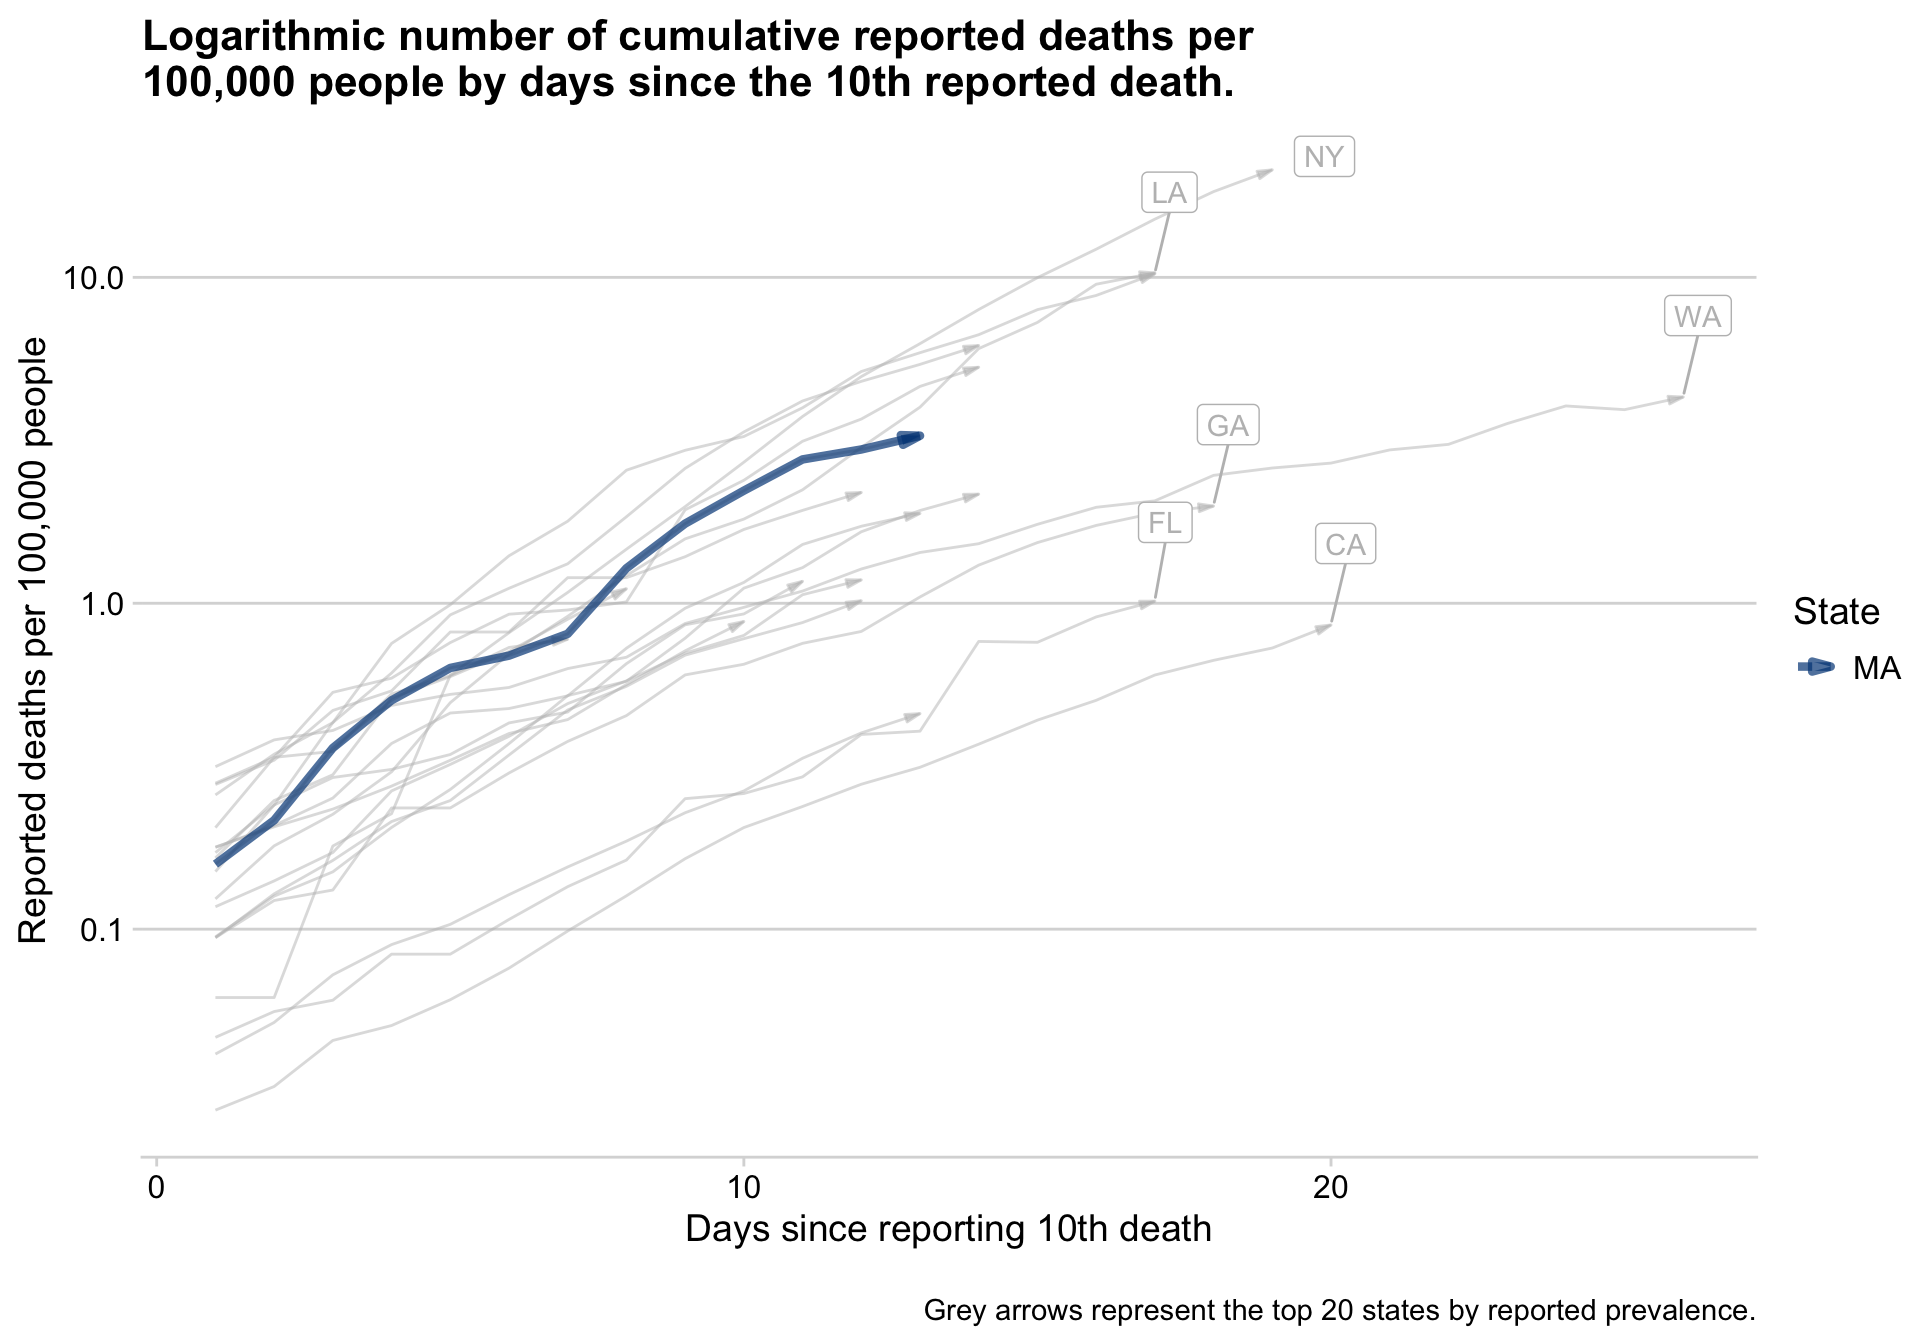 Logarithmic number of cumulative reported deaths per
100,000 people by days since the 10th reported death.
NY
LA
10.0
WA
GA
FL
CA
1.0
0.1
Reported deaths per 100,000 people
State
MA
0
10
20
Days since reporting 10th death
Grey arrows represent the top 20 states by reported prevalence.